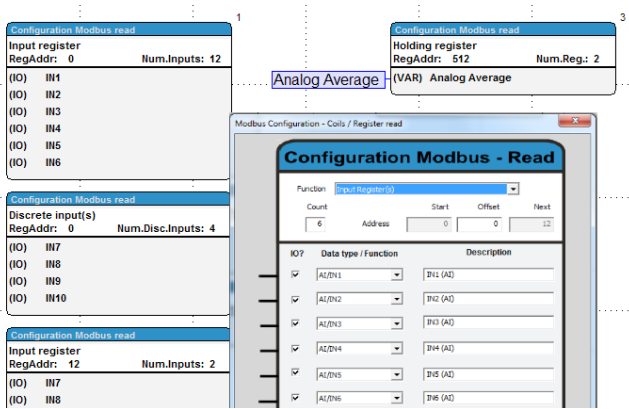 1
3
Configuration Modbus read
Input register
RegAddr: 0 Num.Inputs: 12
(IO) IN1
(IO) IN2
(IO) IN3
(IO) IN4
(IO) IN5
(IO) IN6
Configuration Modbus read
Holding register
RegAddr: 512 Num.Reg.: 2
Analog Average
(VAR) Analog Average
Configuration Modbus read
Discrete input(s)
RegAddr: 0 Num.Disc.Inputs: 4
(IO) IN7
(IO) IN8
(IO) IN9
(IO) IN10
Configuration Modbus read
Input register
RegAddr: 12 Num.Inputs: 2
(IO) IN7
(IO) IN8
Modbus Configuration - Coils / Register read
Configuration Modbus - Read
Function Input Register(s)
Count Start Offset Next
6 Address 0 0 12
IO? Data type / Function Description
AI/IN1 IN1 (AI)
AI/IN2 IN2 (AI)
AI/IN3 IN3 (AI)
AI/IN4 IN4 (AI)
AI/IN5 IN5 (AI)
AI/IN6 IN6 (AI)